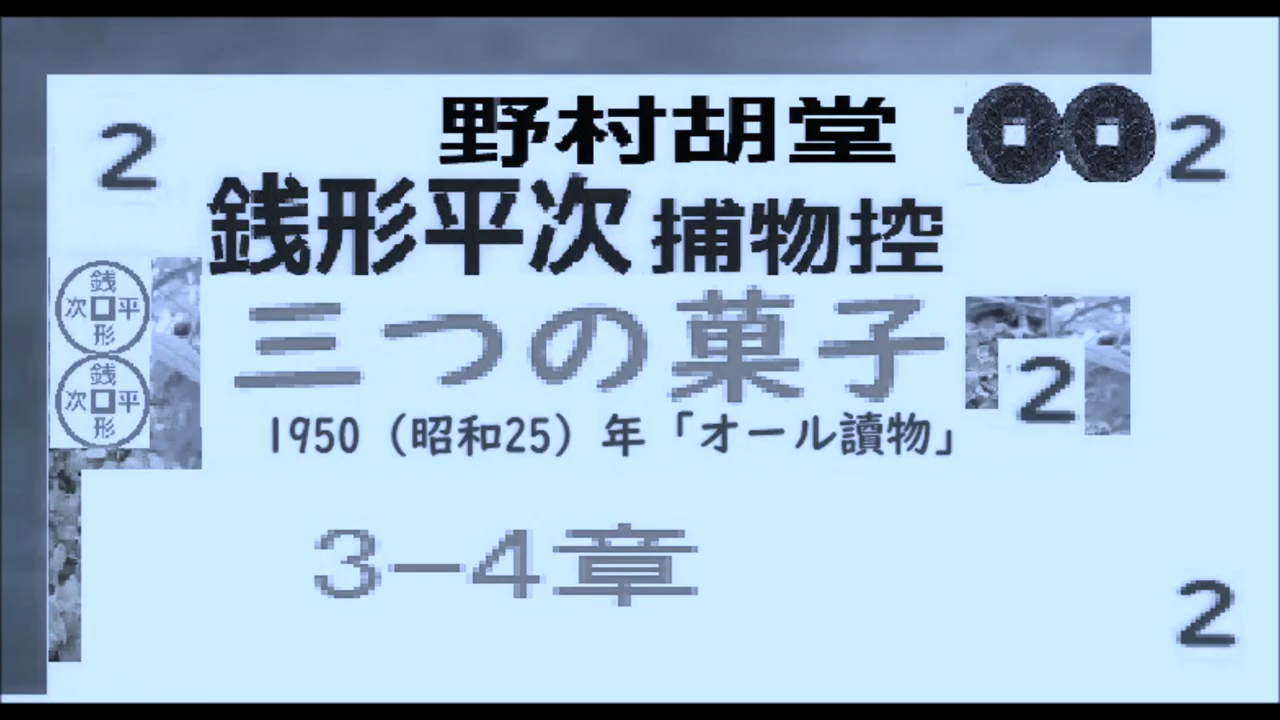 野村胡堂
2
2
銭形平次 捕物控
銭
次 平
形
銭
次 平
形
三つの菓子
2
1950（昭和25）年「オール讀物」
3−4章
2